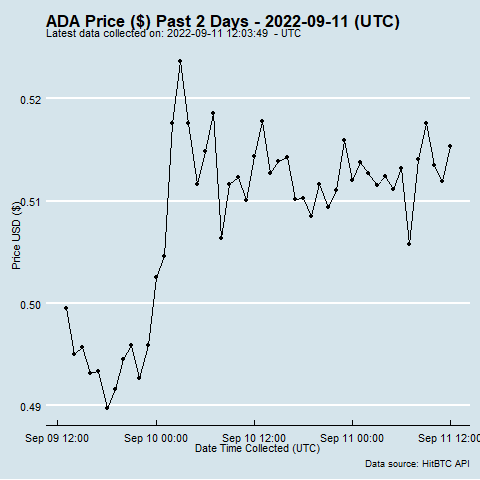 ADA Price ($) Past 2 Days - 2022-09-11 (UTC)
Latest data collected on: 2022-09-11 12:03:49 - UTC
0.52
0.51
0.50
0.49
Price USD ($)
Sep 09 12:00 Sep 10 00:00 Sep 10 12:00 Sep 11 00:00 Sep 11 12:00
Date Time Collected (UTC)
Data source: HitBTC API